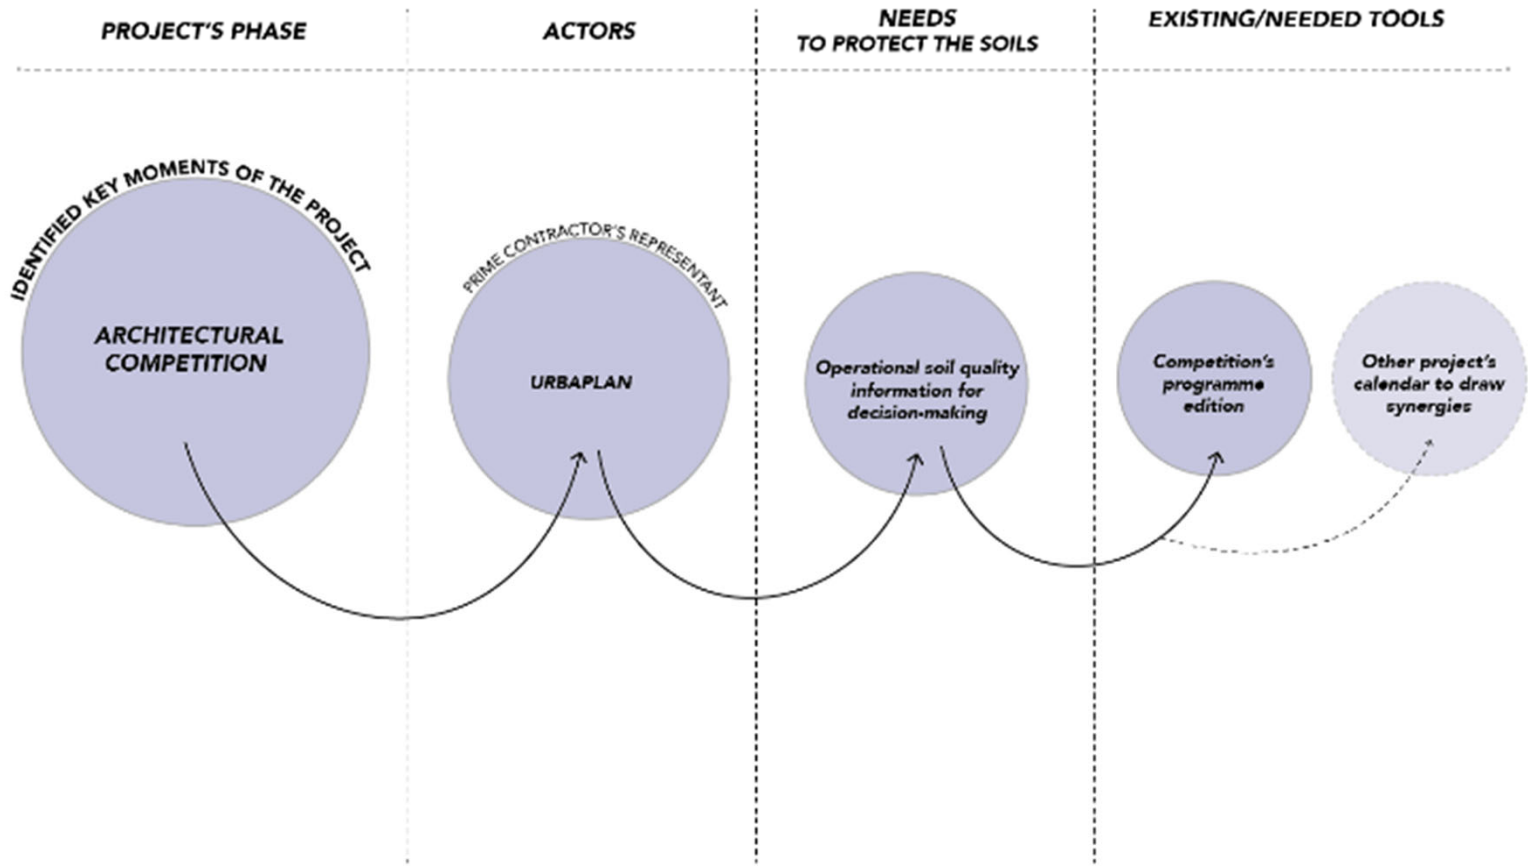 PROJECT'S PHASE
ACTORS
NEEDS
TO PROTECT THE SOILS
EXISTING/NEEDED TOOLS
IDENTIFIED KEY MOMENTS OF THE PROJECT
ARCHITECTURAL
COMPETITION
PRIME CONTRACTOR'S REPRESENTANT
URBAPLAN
Operational soil quality
information for
decision-making
Competition's
programme
edition
Other project's
calendar to draw
synergies